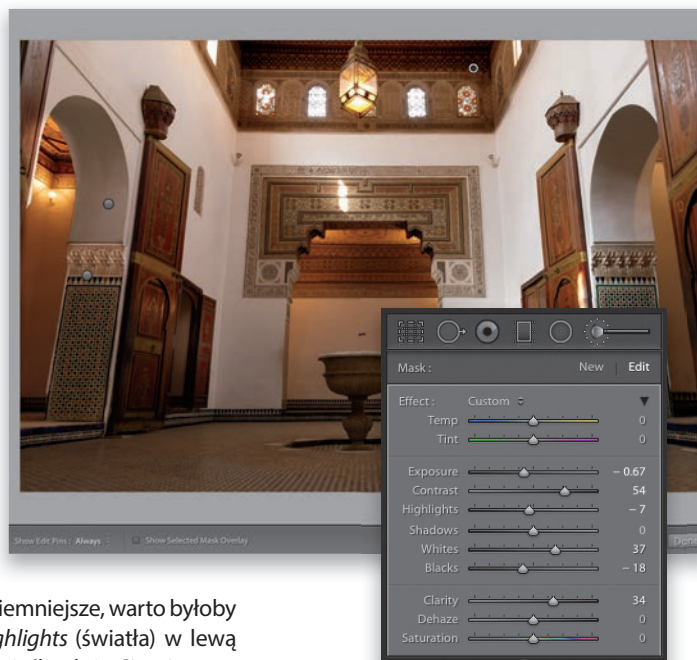 Mask : New | Edit
Effect : Custom
Temp 0
Tint 0
Exposure – 0.67
Contrast 54
Highlights – 7
Shadows 0
Whites 37
Blacks – 18
Clarity 34
Dehaze 0
Saturation 0
Show Edit Pins : Always Show Selected Mask Overlay
iemniejsze, warto byłoby
ghlights (światła) w lewą